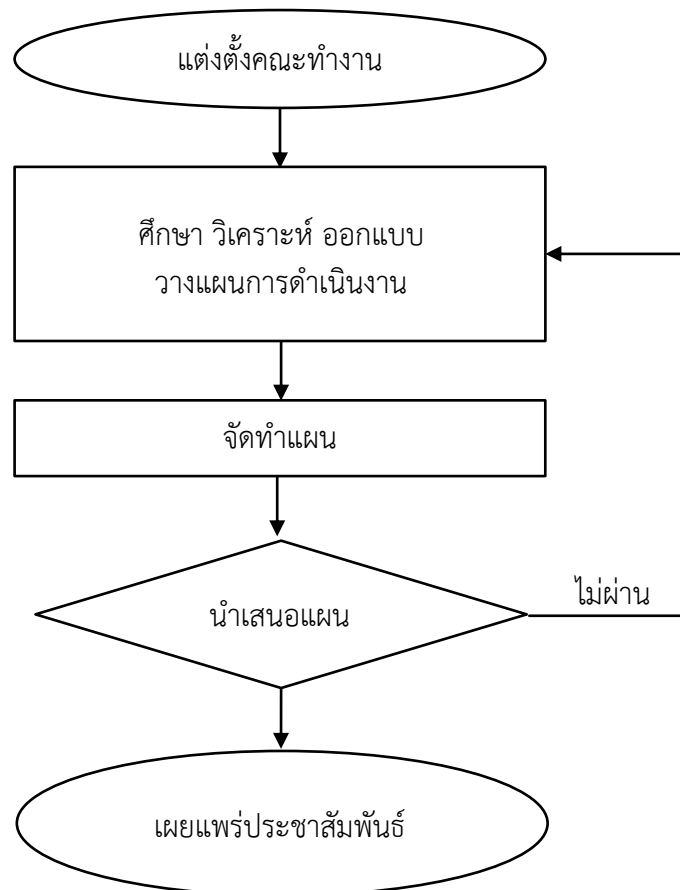 แต่งตั้งคณะทำงาน
ศึกษา วิเคราะห์ ออกแบบ
วางแผนการดำเนินงาน
จัดทำแผน
นำเสนอแผน
ไม่ผ่าน
เผยแพร่ประชาสัมพันธ์